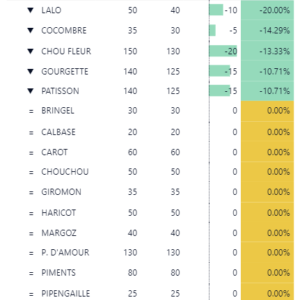 ▼ LALO 50 40 -10 -20.00%
▼ COCOMBRE 35 30 -5 -14.29%
▼ CHOU FLEUR 150 130 -20 -13.33%
▼ GOURGETTE 140 125 -15 -10.71%
▼ PATISSON 140 125 -15 -10.71%
= BRINGEL 30 30 0 0.00%
= CALBASE 20 20 0 0.00%
= CAROT 60 60 0 0.00%
= CHOUCHOU 50 50 0 0.00%
= GIROMON 35 35 0 0.00%
= HARICOT 50 50 0 0.00%
= MARGOZ 40 40 0 0.00%
= P. D'AMOUR 130 130 0 0.00%
= PIMENTS 80 80 0 0.00%
= PIPENGAILLE 25 25 0 0.00%